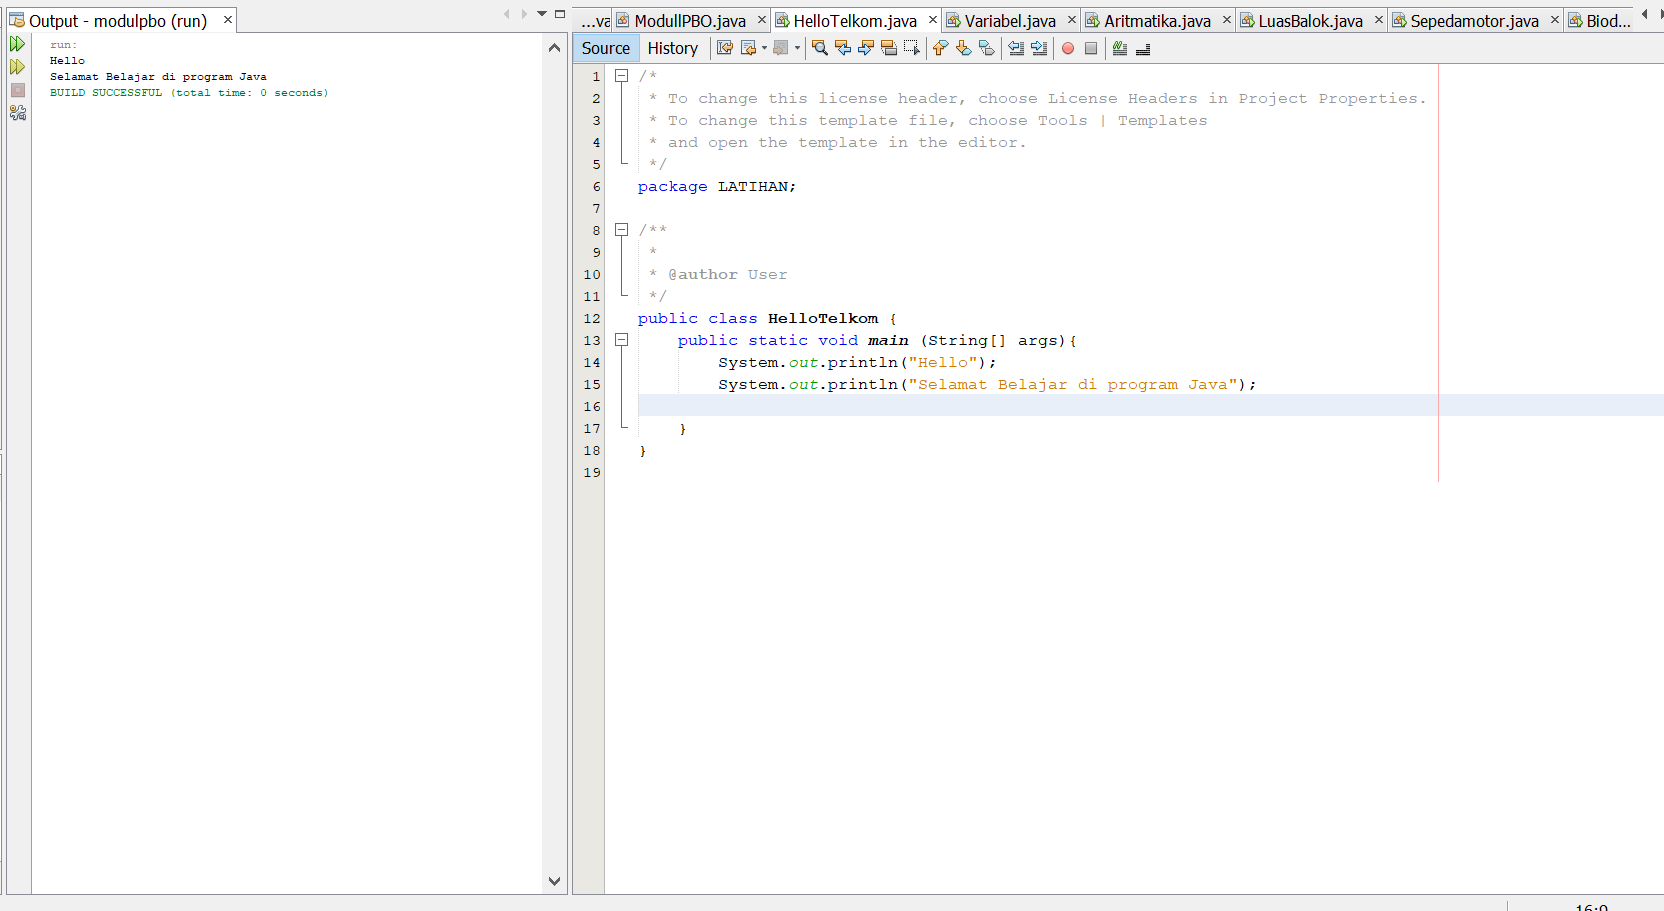 Output - modulpbo (run)
run:
Hello
Selamat Belajar di program Java
BUILD SUCCESSFUL (total time: 0 seconds)
...va ModulIPBO.java HelloTelkom.java Variabel.java Aritmatika.java LuasBalok.java Sepedamotor.java Biod...
Source History
1 /*
2 * To change this license header, choose License Headers in Project Properties.
3 * To change this template file, choose Tools | Templates
4 * and open the template in the editor.
5 */
6 package LATIHAN;
7
8 /**
9 *
10 * @author User
11 */
12 public class HelloTelkom {
13 public static void main (String[] args){
14 System.out.println("Hello");
15 System.out.println("Selamat Belajar di program Java");
16
17 }
18 }
19